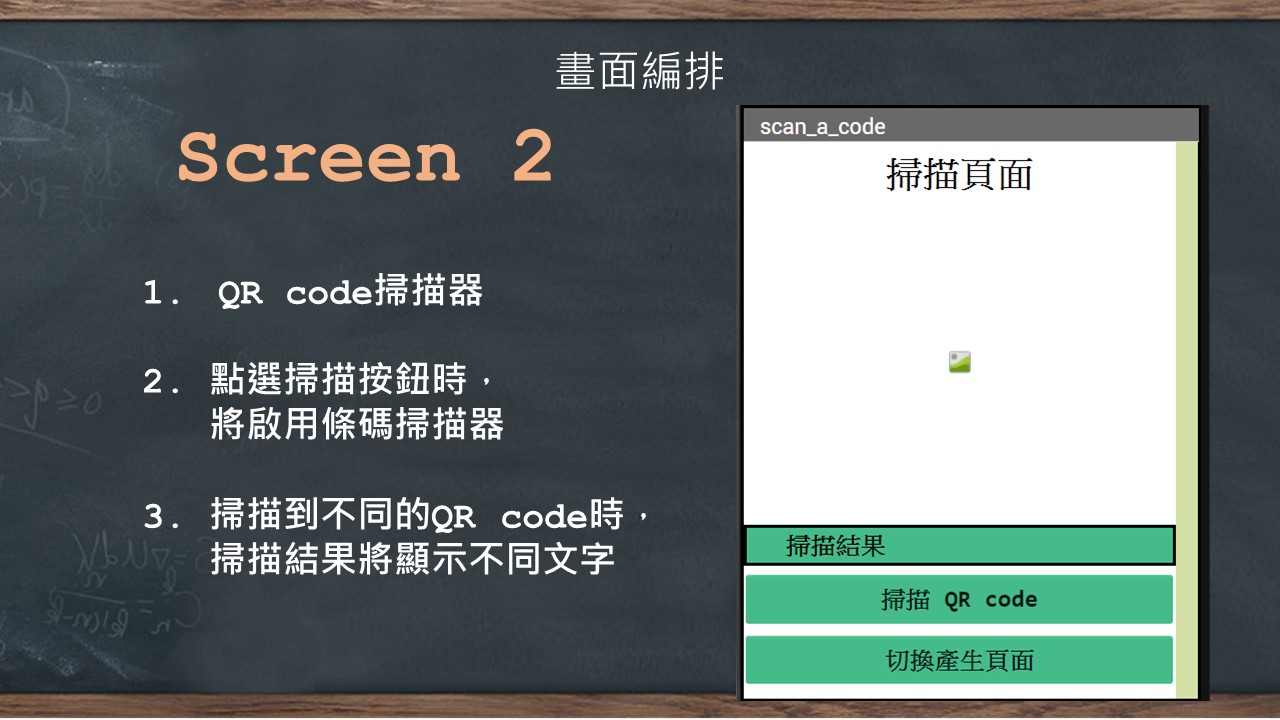 畫面編排
Screen 2
1. QR code掃描器
2. 點選掃描按鈕時，
將啟用條碼掃描器
3. 掃描到不同的QR code時，
掃描結果將顯示不同文字
scan_a_code
掃描頁面
掃描結果
掃描 QR code
切換產生頁面